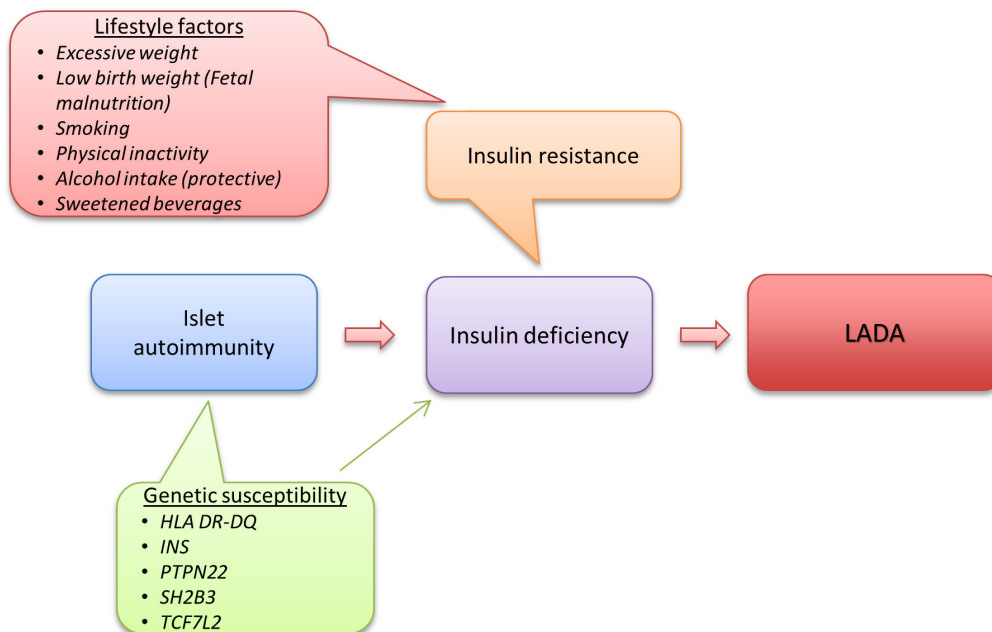 Lifestyle factors
• Excessive weight
• Low birth weight (Fetal
malnutrition)
• Smoking
• Physical inactivity
• Alcohol intake (protective)
• Sweetened beverages
Insulin resistance
Islet
autoimmunity
Insulin deficiency
LADA
Genetic susceptibility
• HLA DR-DQ
• INS
• PTPN22
• SH2B3
• TCF7L2